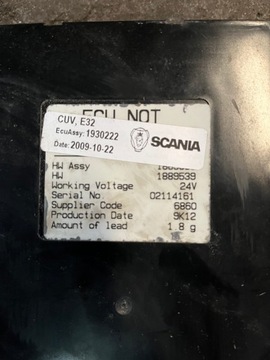 ECU NOT
CUV, E32
EcuAssy: 1930222
Date: 2009-10-22
SCANIA
HW Assy
HW 1889539
Working Voltage 24V
Serial No. 02114161
Supplier Code 6860
Production Date 9K12
Amount of lead 1.8 g